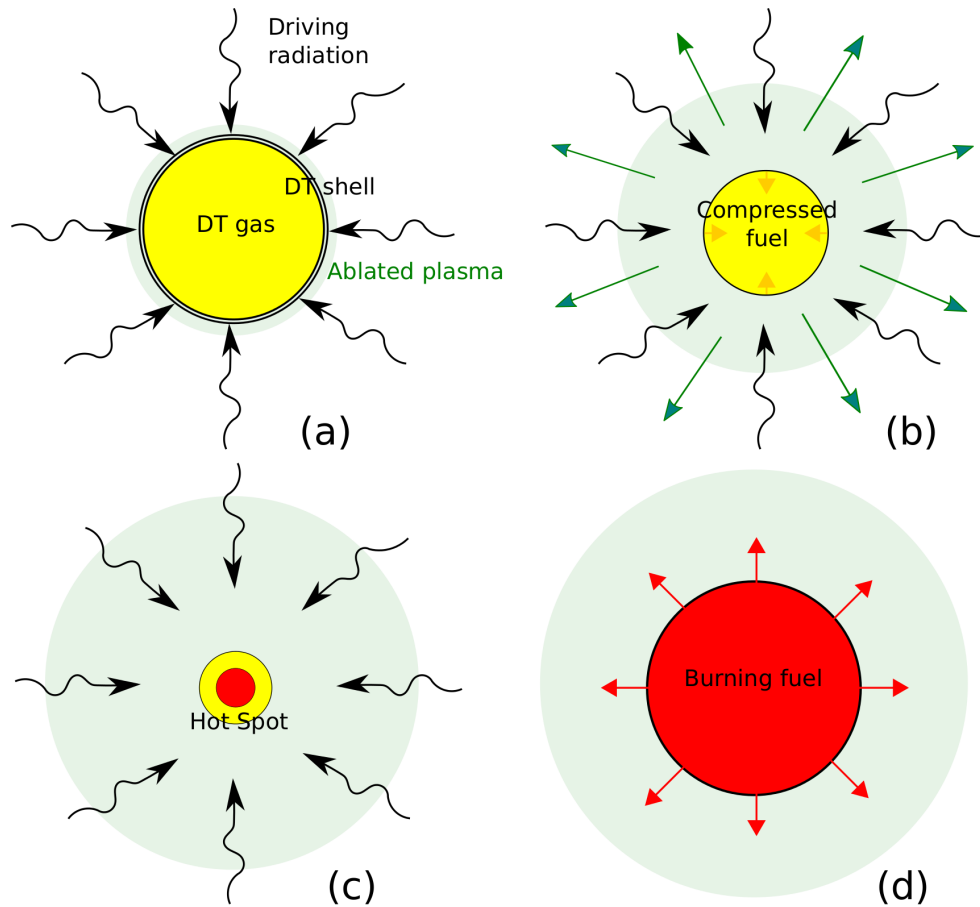 Driving
radiation
DT shell
DT gas
Ablated plasma
(a)
Compressed
fuel
(b)
Hot Spot
(c)
Burning fuel
(d)